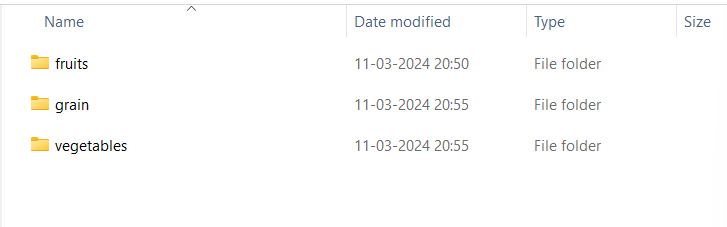 Name Date modified Type Size
fruits 11-03-2024 20:50 File folder
grain 11-03-2024 20:55 File folder
vegetables 11-03-2024 20:55 File folder